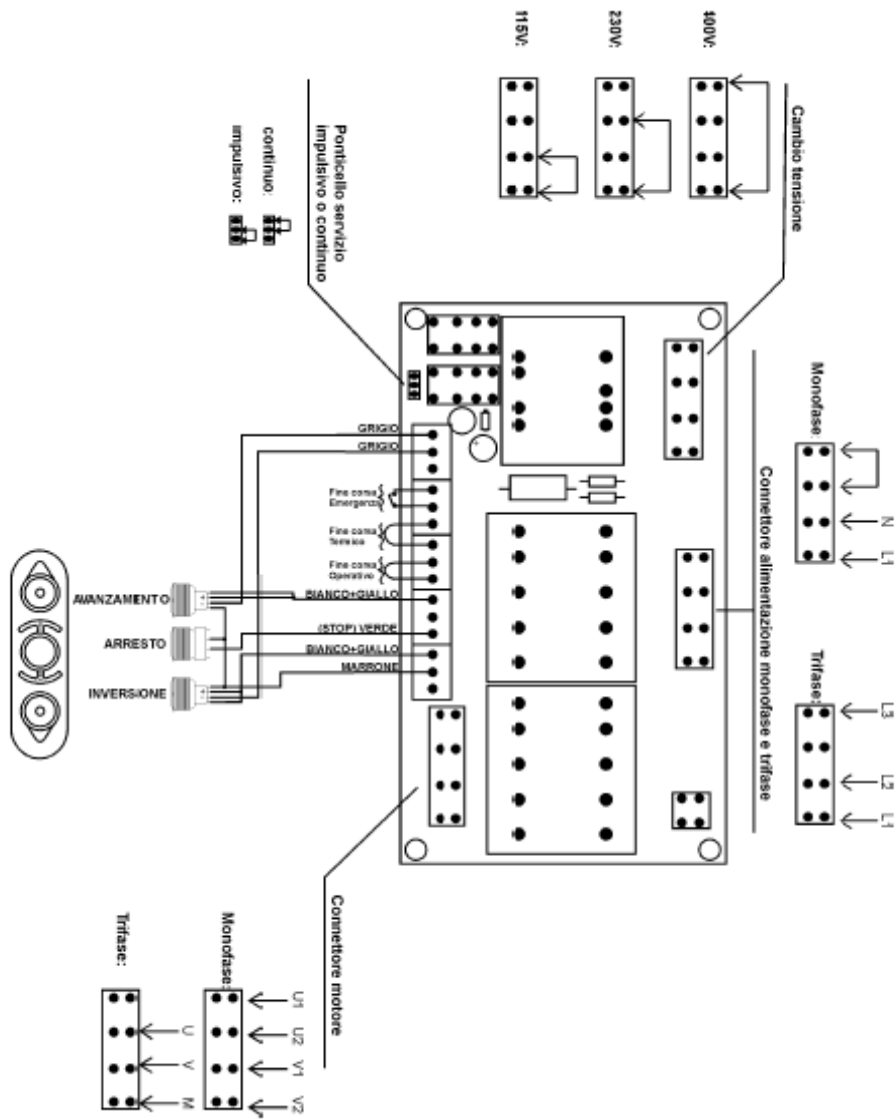 115V:
230V:
400V:
Cambio tensione
Ponticello servizio
impulsivo o continuo
continuo:
impulsivo:
Monofase:
N
L1
Connettore alimentazione monofase e trifase
Trifase:
L3
L2
L1
GRIGIO
GRIGIO
Fine corsa
Emergenza
Fine corsa
Termico
Fine corsa
Operativo
BIANCO+GIALLO
(STOP) VERDE
BIANCO+GIALLO
MARRONE
AVANZAMENTO
ARRESTO
INVERSIONE
Connettore motore
Monofase:
U1
U2
V1
V2
Trifase:
U
V